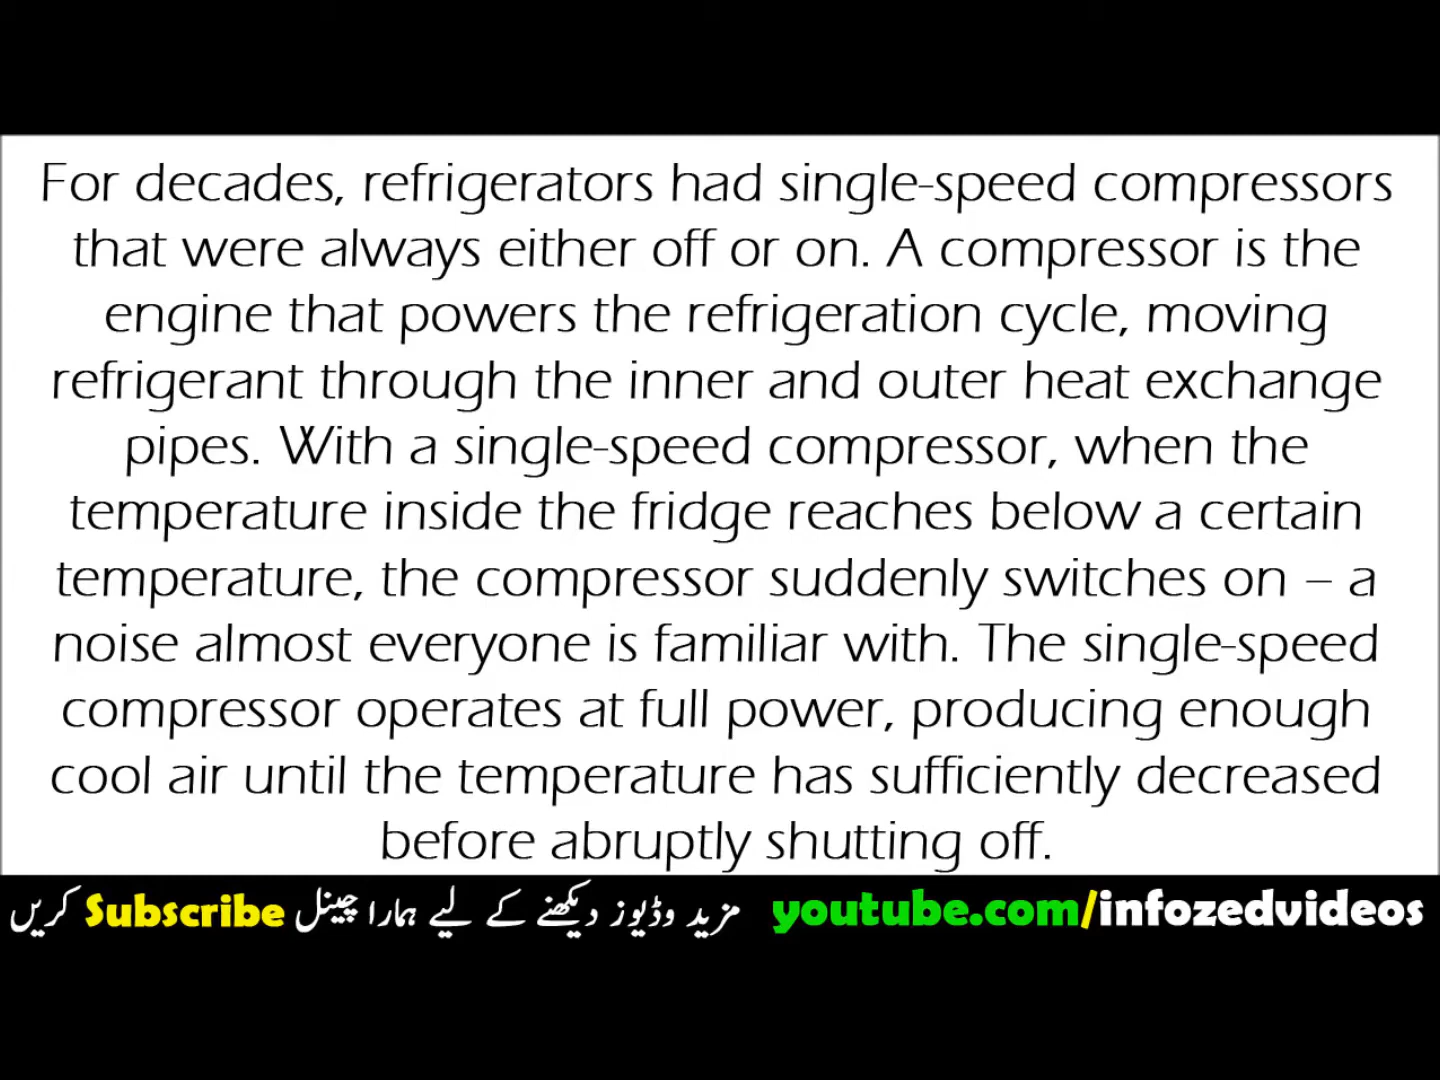 For decades, refrigerators had single-speed compressors
that were always either off or on. A compressor is the
engine that powers the refrigeration cycle, moving
refrigerant through the inner and outer heat exchange
pipes. With a single-speed compressor, when the
temperature inside the fridge reaches below a certain
temperature, the compressor suddenly switches on – a
noise almost everyone is familiar with. The single-speed
compressor operates at full power, producing enough
cool air until the temperature has sufficiently decreased
before abruptly shutting off.
مزید وڈیوز دیکھنے کے لیے ہمارا چینل Subscribe کریں youtube.com/infozedvideos